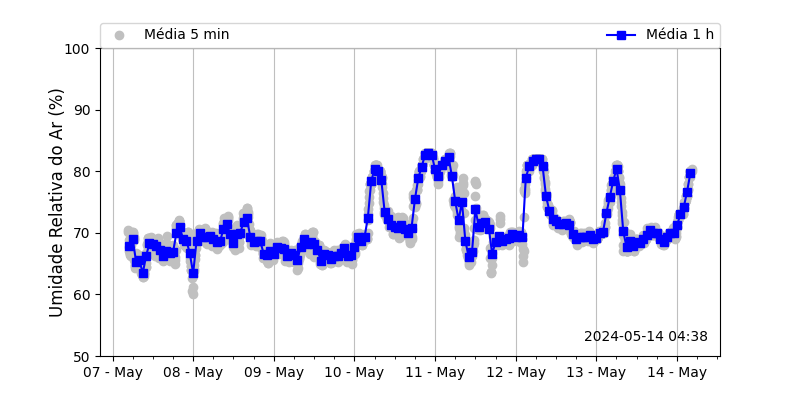 Média 5 min
Média 1 h
100
90
80
70
60
50
Umidade Relativa do Ar (%)
2024-05-14 04:38
07 - May
08 - May
09 - May
10 - May
11 - May
12 - May
13 - May
14 - May